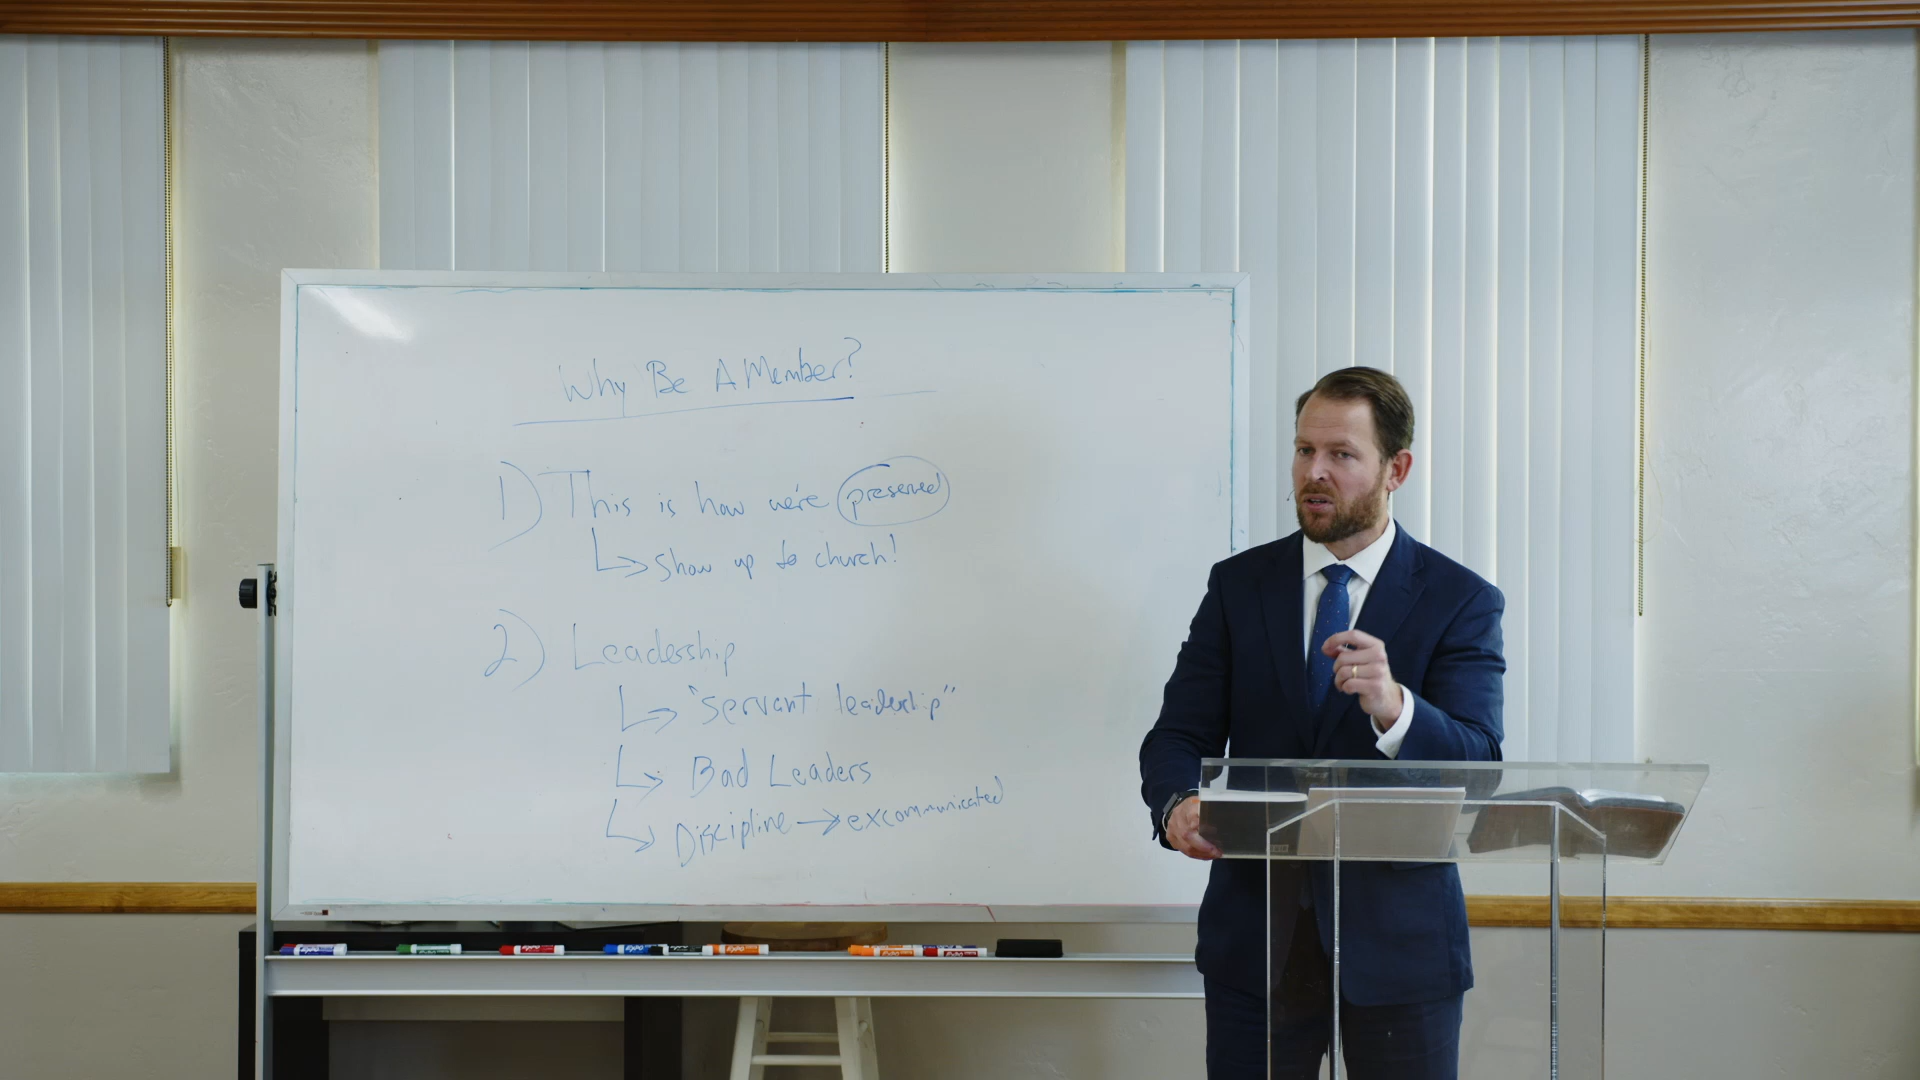 Why Be A Member?
1) This is how we're preserved
↳ show up to church!
2) Leadership
↳ "servant leadership"
↳ Bad Leaders
↳ Discipline → excommunicated
EXPO